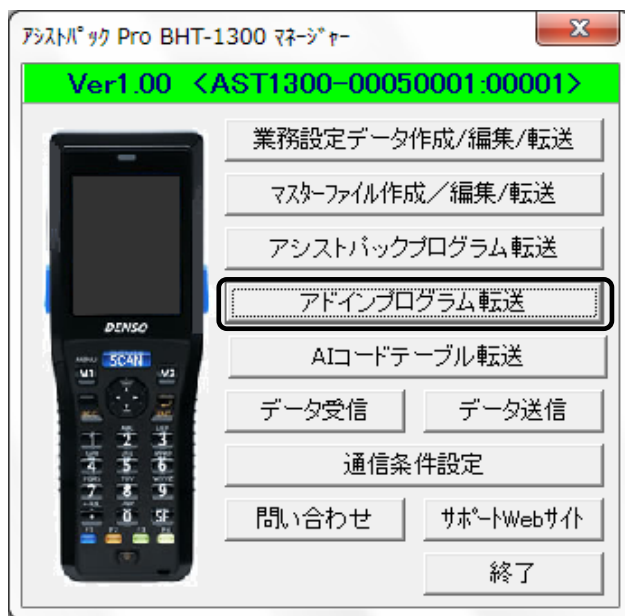 アシストパック Pro BHT-1300 マネージャー
Ver1.00 <AST1300-00050001:00001>
業務設定データ作成/編集/転送
マスターファイル作成／編集/転送
アシストパックプログラム転送
アドインプログラム転送
AIコードテーブル転送
データ受信
データ送信
通信条件設定
問い合わせ
サポートWebサイト
終了
DENSO
SCAN
M1
M2
1 2 3
4 5 6
7 8 9
0 SF
F1 F2 F3 F4